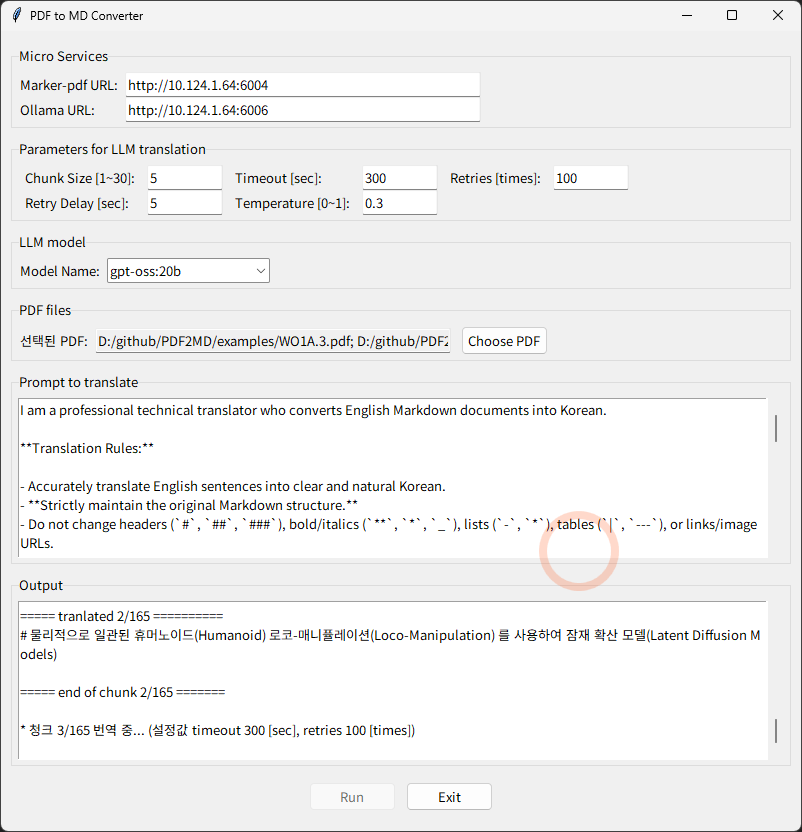 PDF to MD Converter
Micro Services
Marker-pdf URL: http://10.124.1.64:6004
Ollama URL: http://10.124.1.64:6006
Parameters for LLM translation
Chunk Size [1~30]: 5 Timeout [sec]: 300 Retries [times]: 100
Retry Delay [sec]: 5 Temperature [0~1]: 0.3
LLM model
Model Name: gpt-oss:20b
PDF files
선택된 PDF: D:/github/PDF2MD/examples/WO1A.3.pdf; D:/github/PDF2 Choose PDF
Prompt to translate
I am a professional technical translator who converts English Markdown documents into Korean.
**Translation Rules:**
- Accurately translate English sentences into clear and natural Korean.
- **Strictly maintain the original Markdown structure.**
- Do not change headers (`#`, `##`, `###`), bold/italics (`**`, `*`, `_`), lists (`-`, `*`), tables (`|`, `---`), or links/image
URLs.
Output
===== tranlated 2/165 ==========
# 물리적으로 일관된 휴머노이드(Humanoid) 로코-매니퓰레이션(Loco-Manipulation) 를 사용하여 잠재 확산 모델(Latent Diffusion M
odels)
===== end of chunk 2/165 =======
* 청크 3/165 번역 중... (설정값 timeout 300 [sec], retries 100 [times])
Run Exit